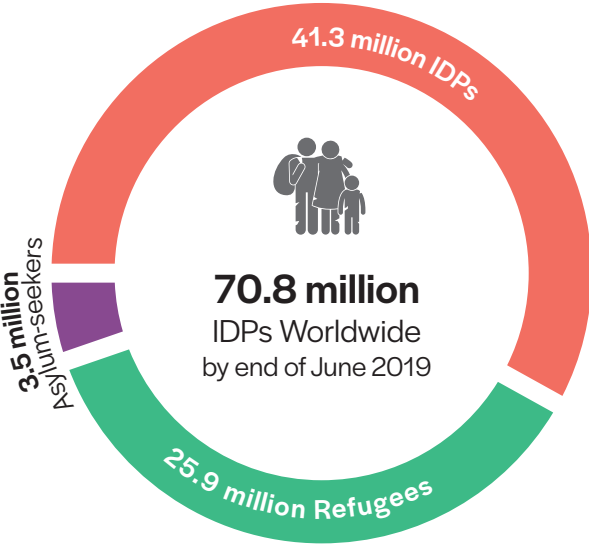 41.3 million IDPs
70.8 million
IDPs Worldwide
by end of June 2019
3.5 million
Asylum-seekers
25.9 million Refugees